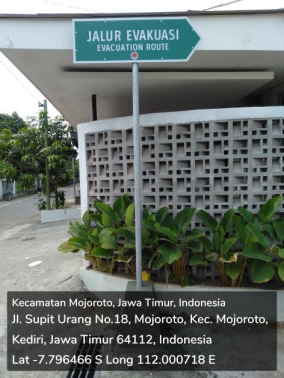 JALUR EVAKUASI
EVACUATION ROUTE
Kecamatan Mojoroto, Jawa Timur, Indonesia
Jl. Supit Urang No.18, Mojoroto, Kec. Mojoroto,
Kediri, Jawa Timur 64112, Indonesia
Lat -7.796466 S Long 112.000718 E